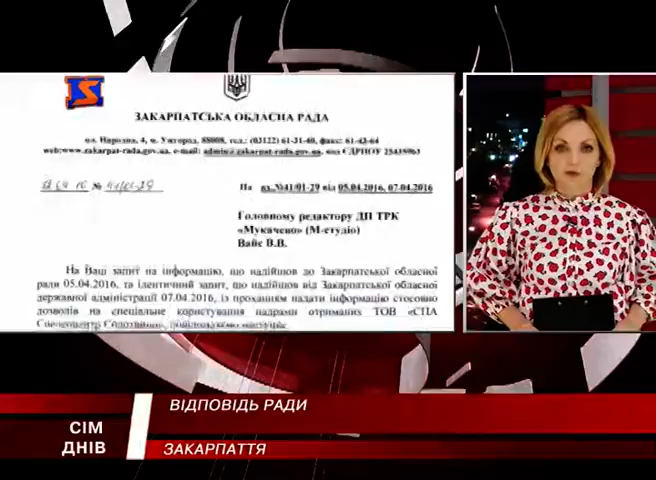 ЗАКАРПАТСЬКА ОБЛАСНА РАДА
пл. Народна, 4, м. Ужгород, 88008, тел.: (03122) 61-31-40, факс: 61-43-64
web:www.zakarpat-rada.gov.ua, e-mail: admin@zakarpat-rada.gov.ua, код ЄДРПОУ 25435963
№
На вх.№41/01-29 від 05.04.2016, 07.04.2016
Головному редактору ДП ТРК
«Мукачево» (М-студіо)
Вайс В.В.
На Ваш запит на інформацію, що надійшов до Закарпатської обласної
ради 05.04.2016, та ідентичний запит, що надійшов від Закарпатської обласної
державної адміністрації 07.04.2016, із проханням надати інформацію стосовно
дозволів на спеціальне користування надрами отриманих ТОВ «СПА
ВІДПОВІДЬ РАДИ
СІМ
ДНІВ
ЗАКАРПАТТЯ